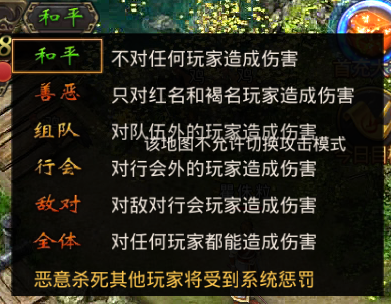 和平
和平 不对任何玩家造成伤害
善恶 只对红名和褐名玩家造成伤害
组队 对队伍外的玩家造成伤害
该地图不允许切换攻击模式
行会 对行会外的玩家造成伤害
敌对 对敌对行会玩家造成伤害
全体 对任何玩家都能造成伤害
恶意杀死其他玩家将受到系统惩罚